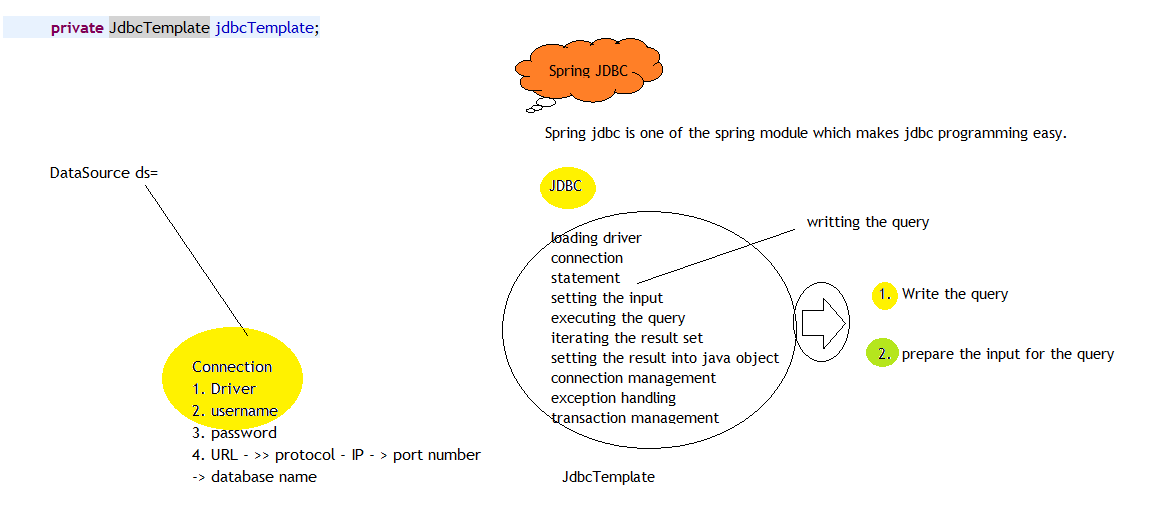 private JdbcTemplate jdbcTemplate;
Spring JDBC
Spring jdbc is one of the spring module which makes jdbc programming easy.
DataSource ds=
JDBC
writting the query
loading driver
connection
statement
setting the input
executing the query
iterating the result set
setting the result into java object
connection management
exception handling
transaction management
1. Write the query
2. prepare the input for the query
Connection
1. Driver
2. username
3. password
4. URL - >> protocol - IP - > port number
-> database name
JdbcTemplate